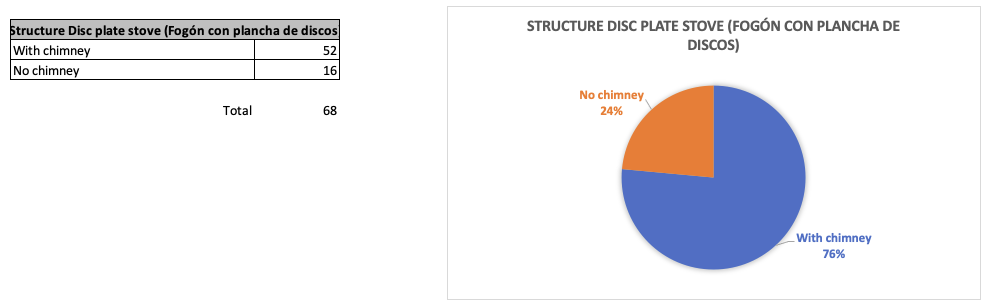 Structure Disc plate stove (Fogón con plancha de discos
With chimney 52
No chimney 16
Total 68
STRUCTURE DISC PLATE STOVE (FOGÓN CON PLANCHA DE
DISCOS)
No chimney
24%
With chimney
76%